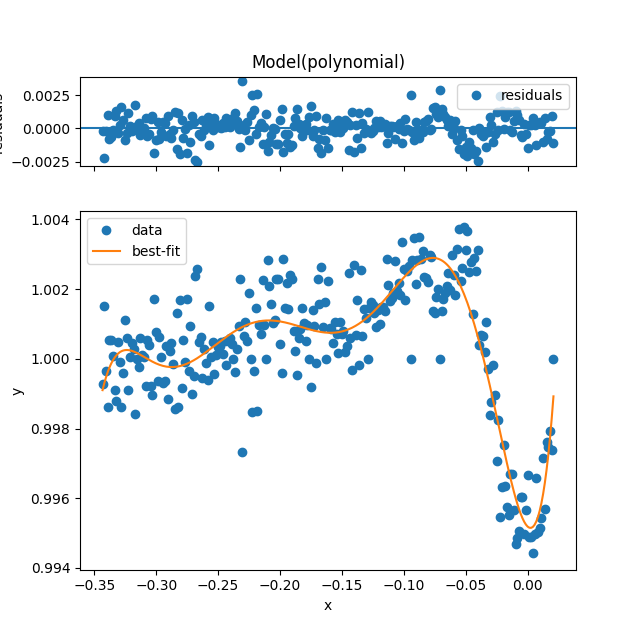 Model(polynomial)
0.0025
0.0000
−0.0025
residuals
residuals
1.004
1.002
1.000
0.998
0.996
0.994
y
data
best-fit
−0.35
−0.30
−0.25
−0.20
−0.15
−0.10
−0.05
0.00
x